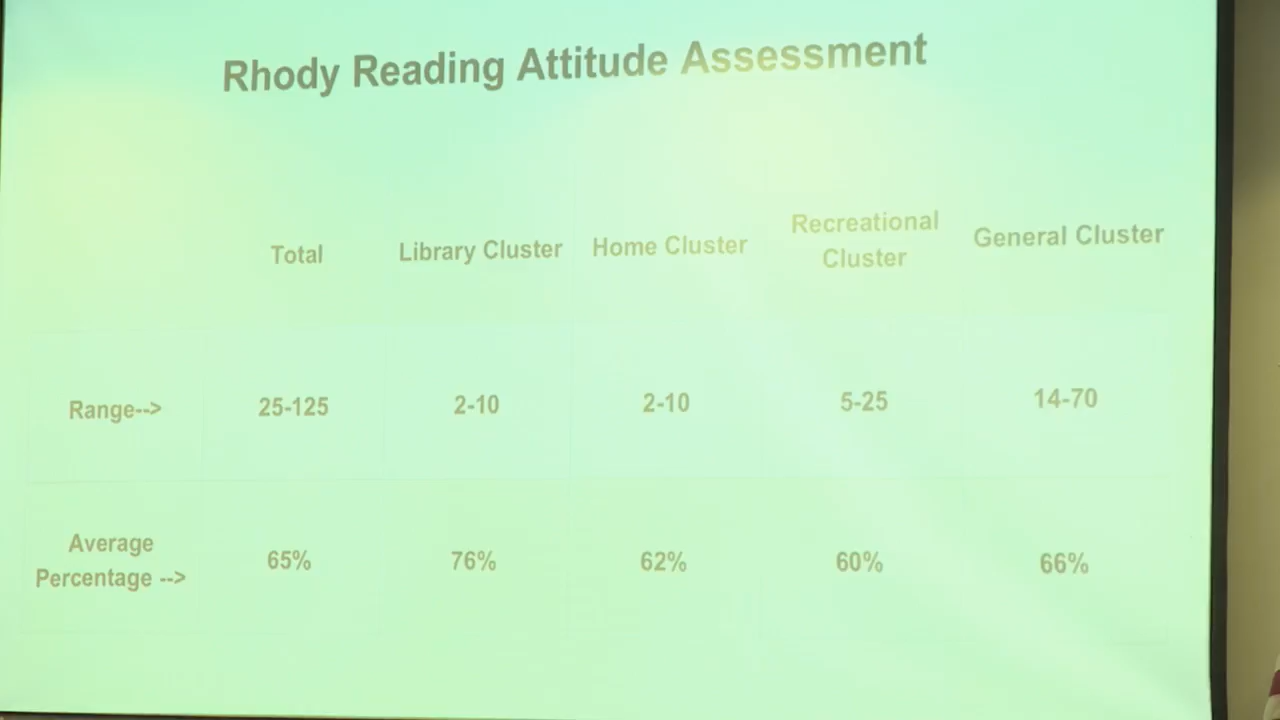 Rhody Reading Attitude Assessment
Total Library Cluster Home Cluster Recreational Cluster General Cluster
Range--> 25-125 2-10 2-10 5-25 14-70
Average Percentage --> 65% 76% 62% 60% 66%